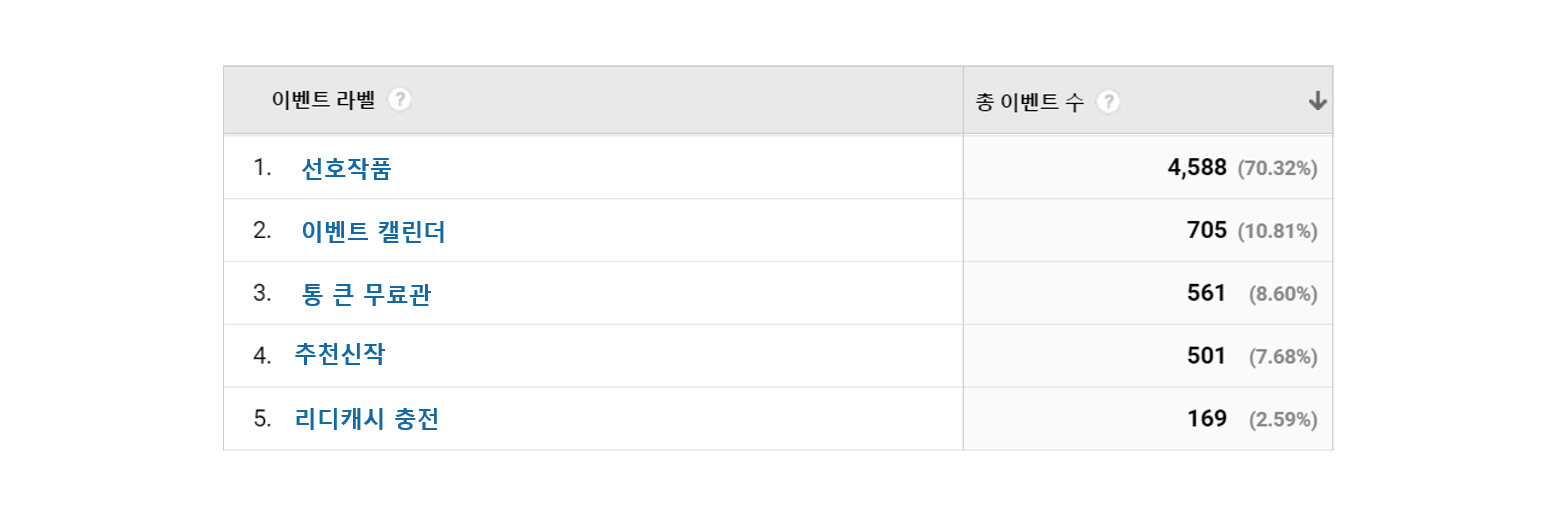 이벤트 라벨 ? 총 이벤트 수 ?
1. 선호작품 4,588 (70.32%)
2. 이벤트 캘린더 705 (10.81%)
3. 통 큰 무료관 561 (8.60%)
4. 추천신작 501 (7.68%)
5. 리디캐시 충전 169 (2.59%)